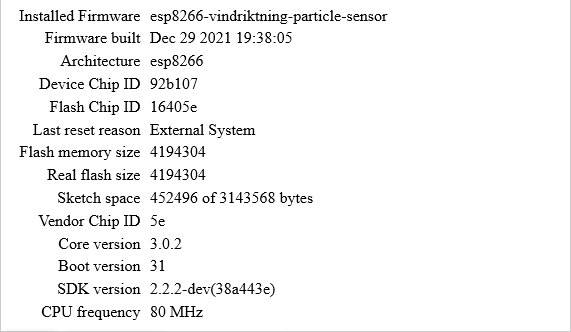 Installed Firmware esp8266-vindriktning-particle-sensor
Firmware built Dec 29 2021 19:38:05
Architecture esp8266
Device Chip ID 92b107
Flash Chip ID 16405e
Last reset reason External System
Flash memory size 4194304
Real flash size 4194304
Sketch space 452496 of 3143568 bytes
Vendor Chip ID 5e
Core version 3.0.2
Boot version 31
SDK version 2.2.2-dev(38a443e)
CPU frequency 80 MHz